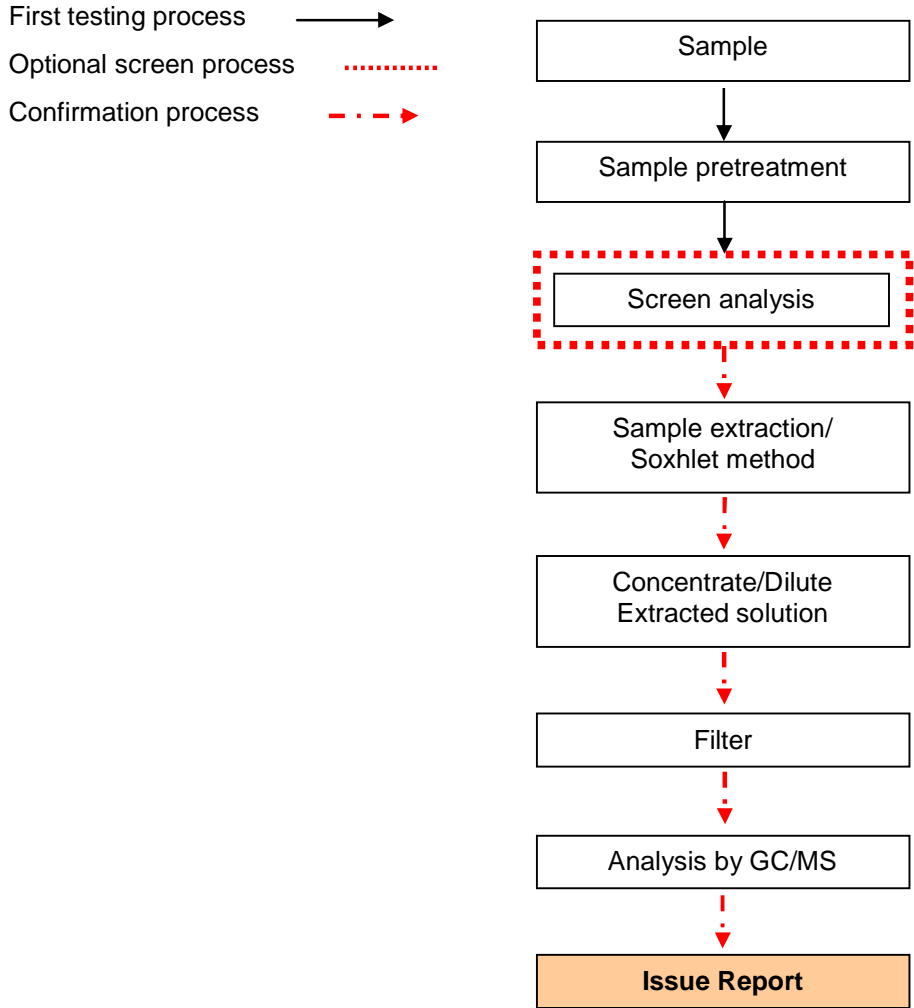 First testing process
Optional screen process
Confirmation process
Sample
Sample pretreatment
Screen analysis
Sample extraction/
Soxhlet method
Concentrate/Dilute
Extracted solution
Filter
Analysis by GC/MS
Issue Report